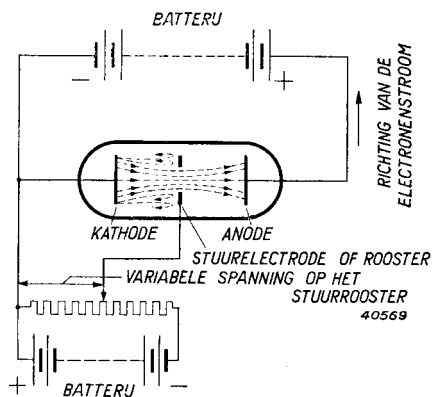 BATTERIJ
- +
RICHTING VAN DE
ELECTRONENSTROOM
KATHODE ANODE
STUURELECTRODE OF ROOSTER
VARIABELE SPANNING OP HET
STUURROOSTER
40569
+ -
BATTERIJ